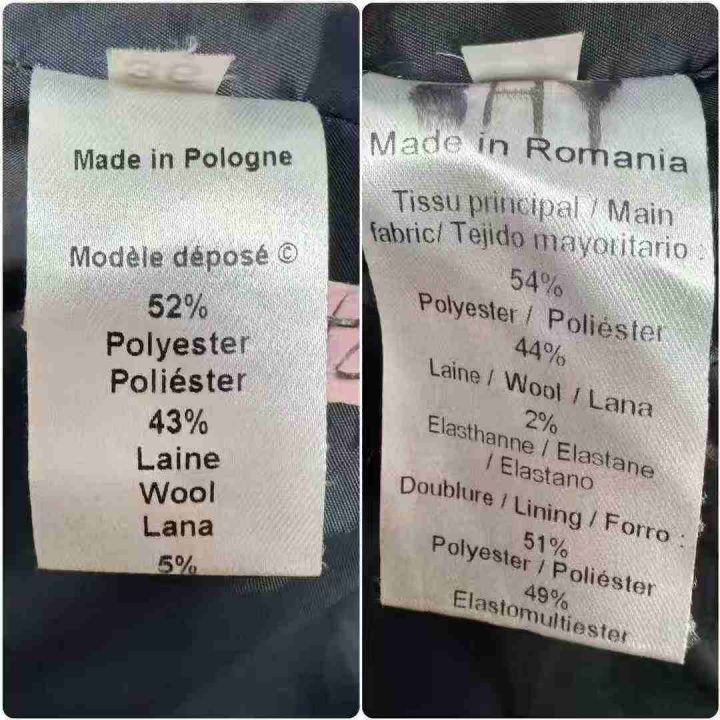 Made in Pologne
Modèle déposé ©
52%
Polyester
Poliéster
43%
Laine
Wool
Lana
5%
Made in Romania
Tissu principal / Main
fabric/ Tejido mayoritario :
54%
Polyester / Poliéster
44%
Laine / Wool / Lana
2%
Elasthanne / Elastane
/ Elastano
Doublure / Lining / Forro :
51%
Polyester / Poliéster
49%
Elastomultiester